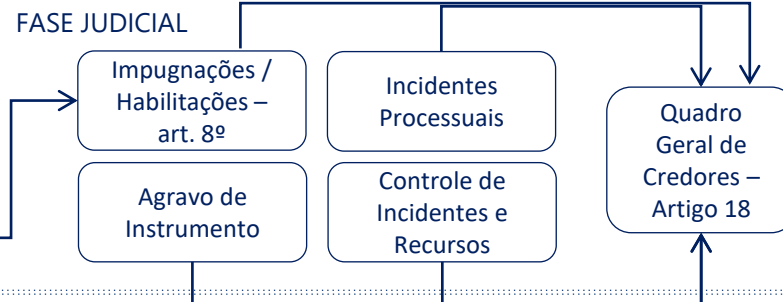 FASE JUDICIAL
Impugnações /
Habilitações –
art. 8º
Incidentes
Processuais
Quadro
Geral de
Credores –
Artigo 18
Agravo de
Instrumento
Controle de
Incidentes e
Recursos